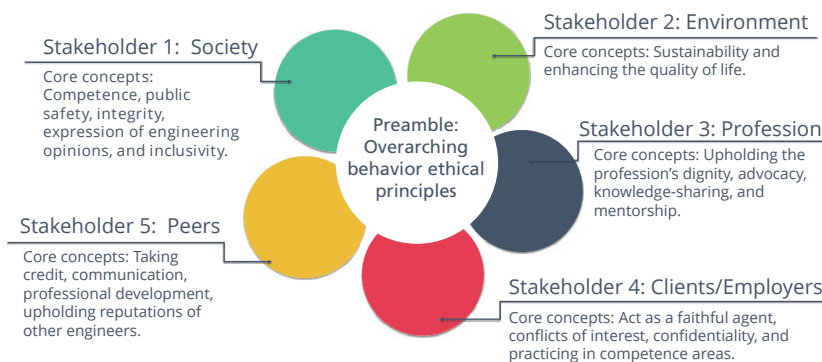 Stakeholder 1: Society
Core concepts:
Competence, public
safety, integrity,
expression of engineering
opinions, and inclusivity.
Stakeholder 2: Environment
Core concepts: Sustainability and
enhancing the quality of life.
Preamble:
Overarching
behavior ethical
principles
Stakeholder 3: Profession
Core concepts: Upholding the
profession’s dignity, advocacy,
knowledge-sharing, and
mentorship.
Stakeholder 5: Peers
Core concepts: Taking
credit, communication,
professional development,
upholding reputations of
other engineers.
Stakeholder 4: Clients/Employers
Core concepts: Act as a faithful agent,
conflicts of interest, confidentiality, and
practicing in competence areas.